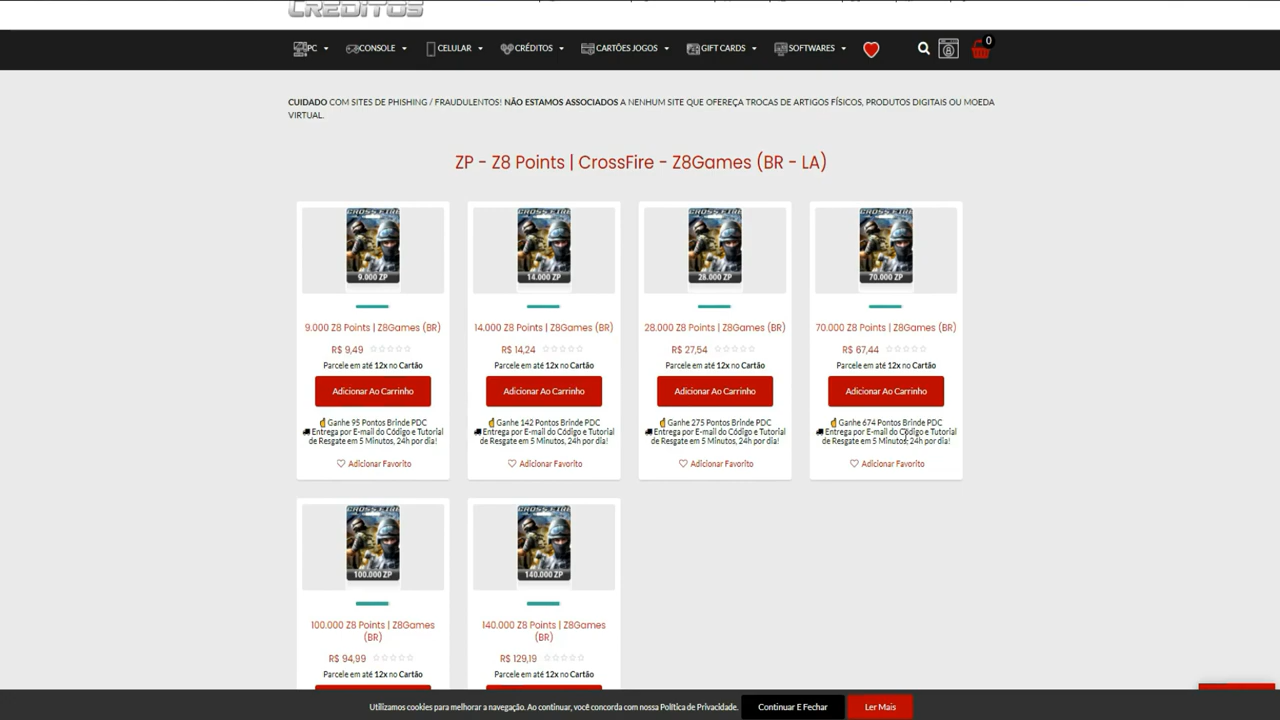 CREDITOS
PC
CONSOLE
CELULAR
CRÉDITOS
CARTÕES JOGOS
GIFT CARDS
SOFTWARES
0
CUIDADO COM SITES DE PHISHING / FRAUDULENTOS! NÃO ESTAMOS ASSOCIADOS A NENHUM SITE QUE OFEREÇA TROCAS DE ARTIGOS FÍSICOS, PRODUTOS DIGITAIS OU MOEDA
VIRTUAL.
ZP - Z8 Points | CrossFire - Z8Games (BR - LA)
CROSS FIRE
9.000 ZP
9.000 Z8 Points | Z8Games (BR)
R$ 9,49
Parcele em até 12x no Cartão
Adicionar Ao Carrinho
Ganhe 95 Pontos Brinde PDC
Entrega por E-mail do Código e Tutorial
de Resgate em 5 Minutos, 24h por dia!
Adicionar Favorito
CROSS FIRE
14.000 ZP
14.000 Z8 Points | Z8Games (BR)
R$ 14,24
Parcele em até 12x no Cartão
Adicionar Ao Carrinho
Ganhe 142 Pontos Brinde PDC
Entrega por E-mail do Código e Tutorial
de Resgate em 5 Minutos, 24h por dia!
Adicionar Favorito
CROSS FIRE
28.000 ZP
28.000 Z8 Points | Z8Games (BR)
R$ 27,54
Parcele em até 12x no Cartão
Adicionar Ao Carrinho
Ganhe 275 Pontos Brinde PDC
Entrega por E-mail do Código e Tutorial
de Resgate em 5 Minutos, 24h por dia!
Adicionar Favorito
CROSS FIRE
70.000 ZP
70.000 Z8 Points | Z8Games (BR)
R$ 67,44
Parcele em até 12x no Cartão
Adicionar Ao Carrinho
Ganhe 674 Pontos Brinde PDC
Entrega por E-mail do Código e Tutorial
de Resgate em 5 Minutos, 24h por dia!
Adicionar Favorito
CROSS FIRE
100.000 ZP
100.000 Z8 Points | Z8Games
(BR)
R$ 94,99
Parcele em até 12x no Cartão
CROSS FIRE
140.000 ZP
140.000 Z8 Points | Z8Games
(BR)
R$ 129,19
Parcele em até 12x no Cartão
Utilizamos cookies para melhorar a navegação. Ao continuar, você concorda com nossa Política de Privacidade.
Continuar E Fechar
Ler Mais